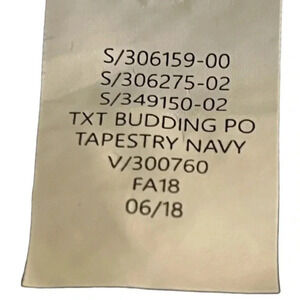 S/306159-00
S/306275-02
S/349150-02
TXT BUDDING PO
TAPESTRY NAVY
V/300760
FA18
06/18